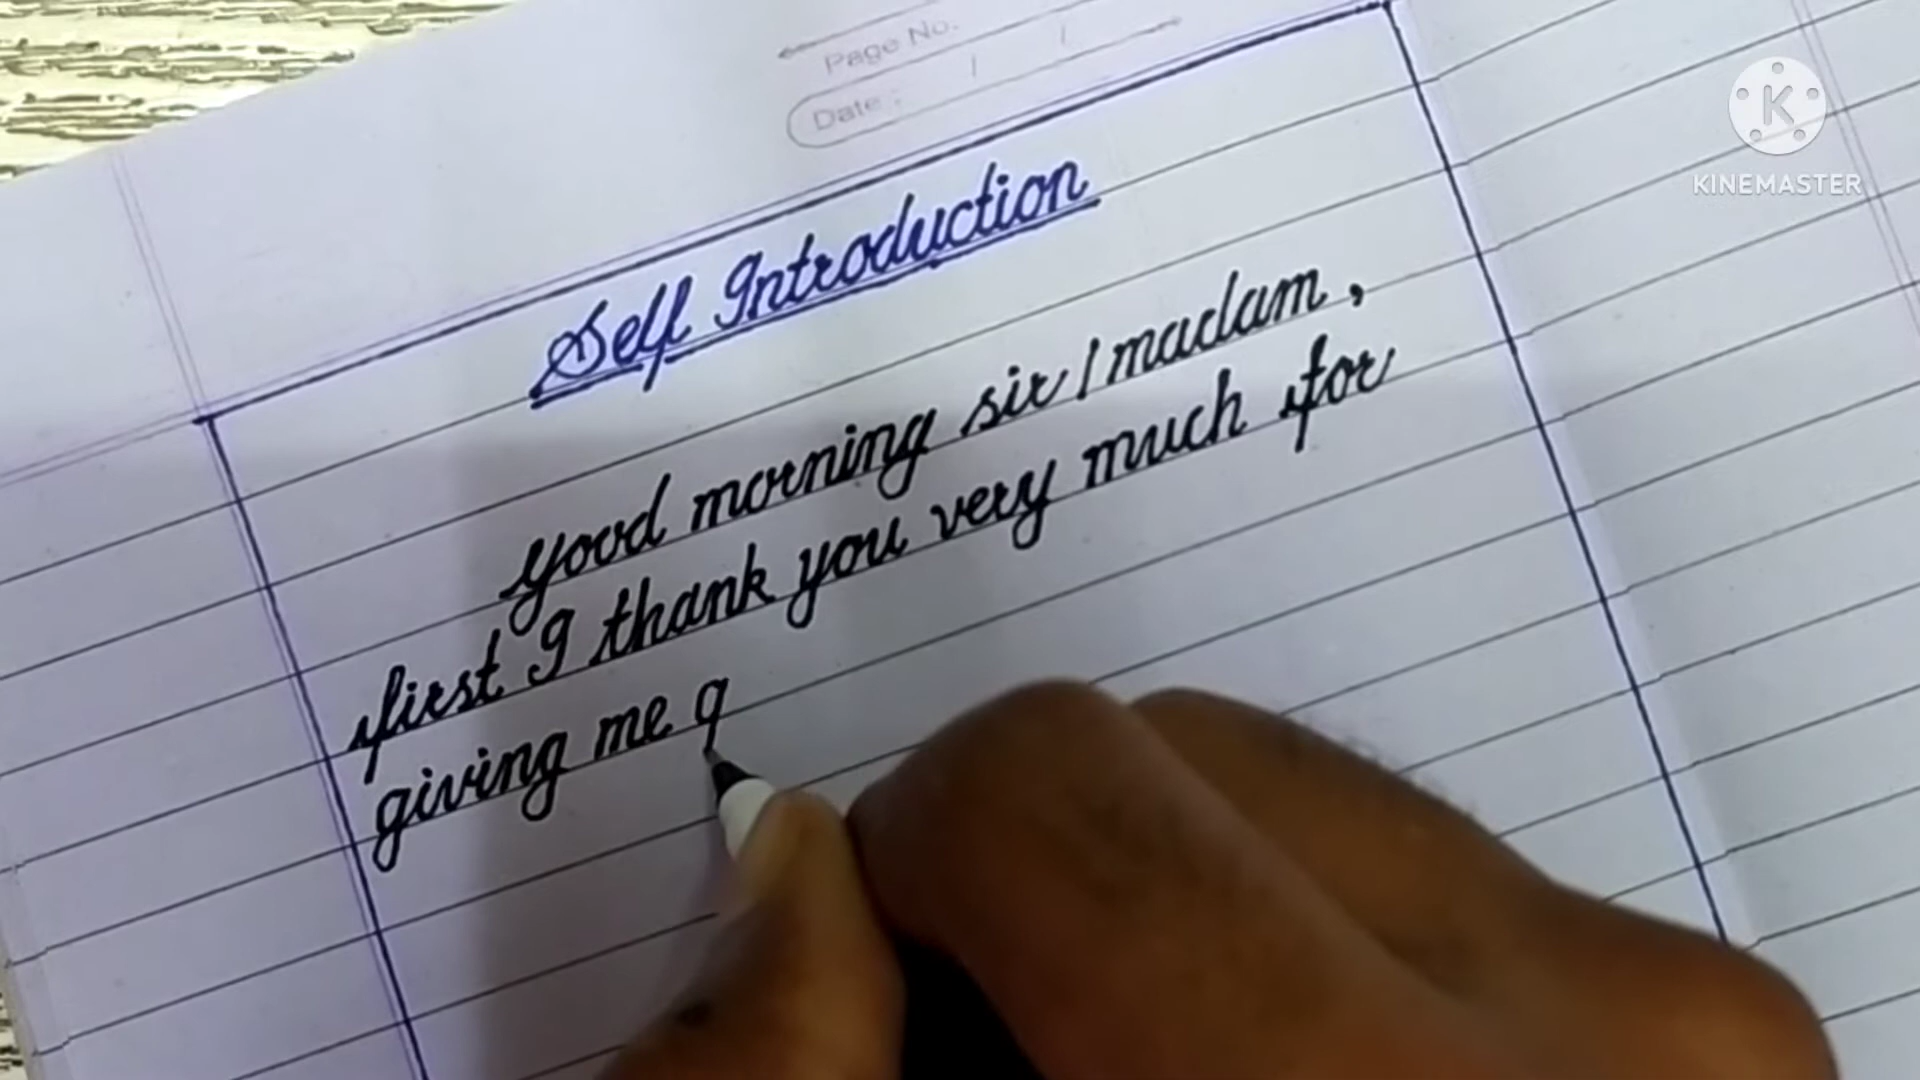 Page No.
Date: / /
Self Introduction
good morning sir / madam,
first I thank you very much for
giving me g
K
KINEMASTER